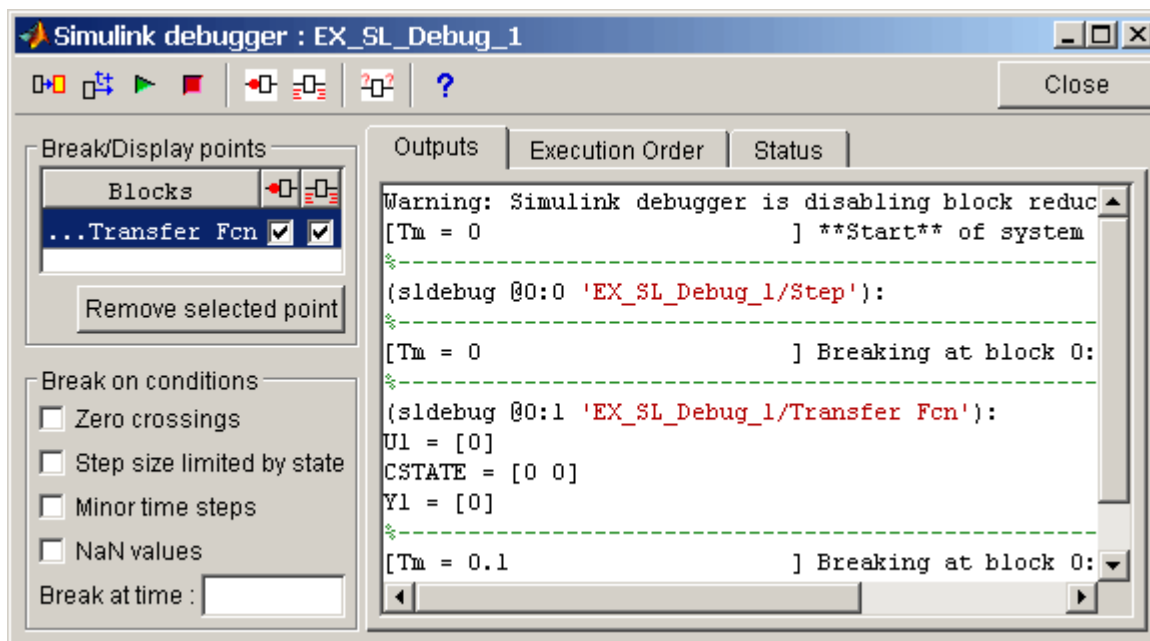 Simulink debugger : EX_SL_Debug_1
Close
Break/Display points
Blocks
...Transfer Fcn
Remove selected point
Break on conditions
Zero crossings
Step size limited by state
Minor time steps
NaN values
Break at time :
Outputs
Execution Order
Status
Warning: Simulink debugger is disabling block reduc
[Tm = 0 ] **Start** of system
%----------------------------------------------------
(sldebug @0:0 'EX_SL_Debug_1/Step'):
%----------------------------------------------------
[Tm = 0 ] Breaking at block 0:
%----------------------------------------------------
(sldebug @0:1 'EX_SL_Debug_1/Transfer Fcn'):
U1 = [0]
CSTATE = [0 0]
Y1 = [0]
%----------------------------------------------------
[Tm = 0.1 ] Breaking at block 0: